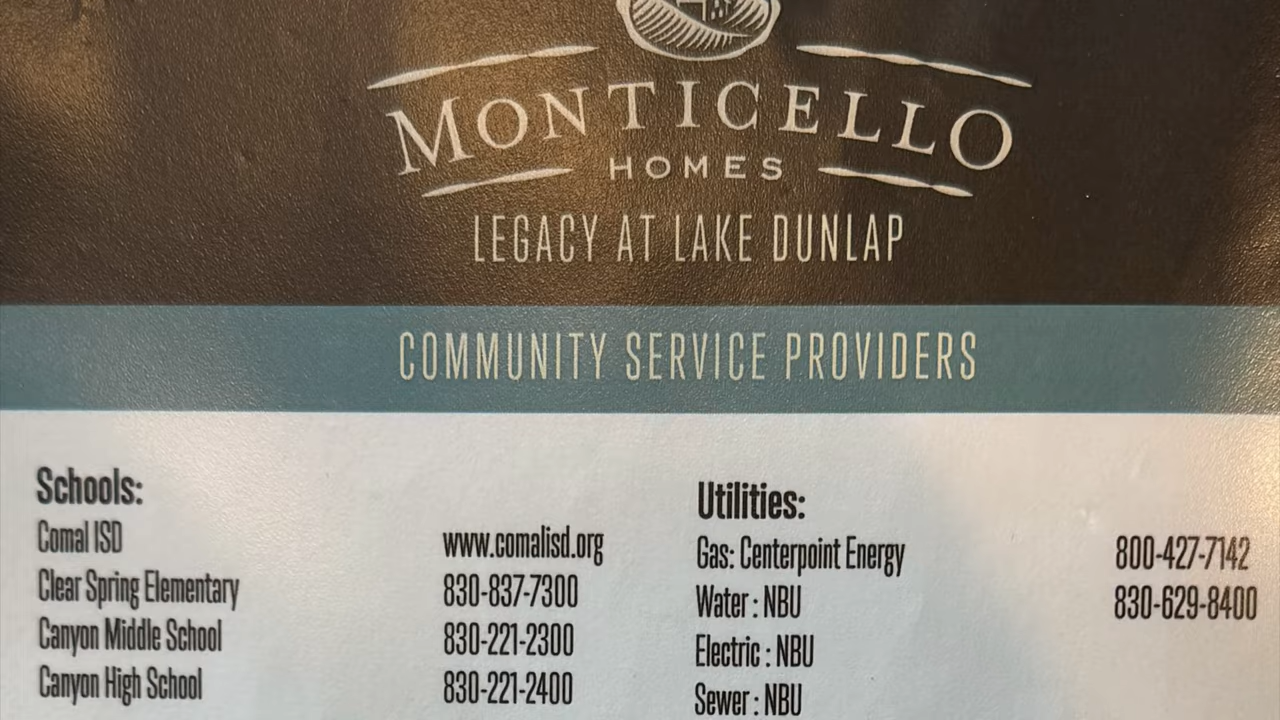 MONTICELLO
HOMES
LEGACY AT LAKE DUNLAP
COMMUNITY SERVICE PROVIDERS
Schools:
Comal ISD www.comalisd.org
Clear Spring Elementary 830-837-7300
Canyon Middle School 830-221-2300
Canyon High School 830-221-2400
Utilities:
Gas: Centerpoint Energy 800-427-7142
Water : NBU 830-629-8400
Electric : NBU
Sewer : NBU